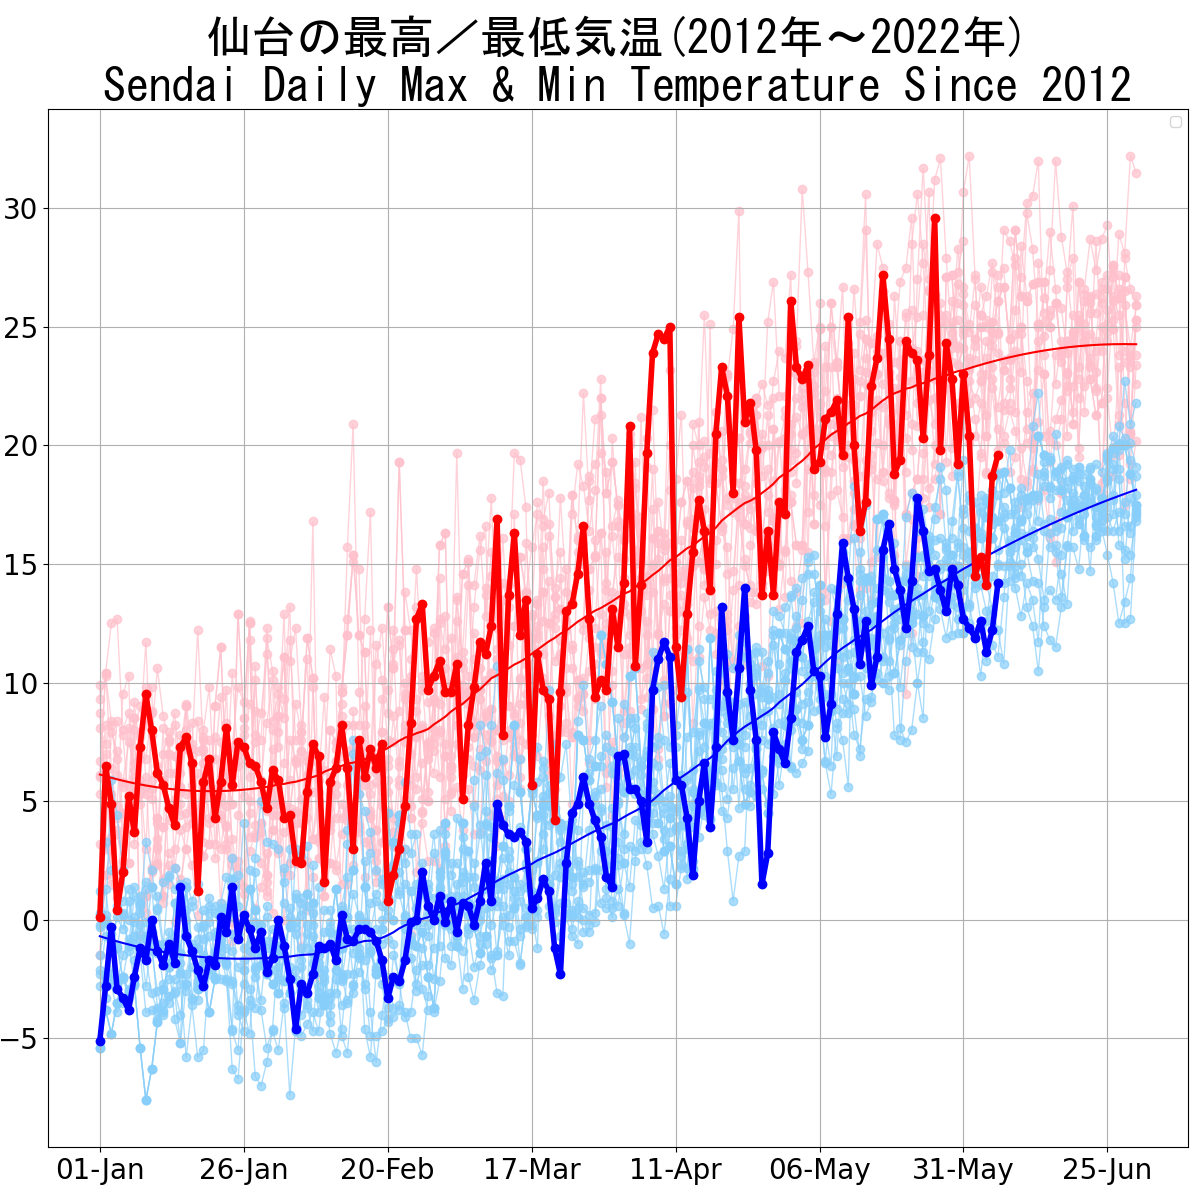 仙台の最高／最低気温(2012年～2022年)
Sendai Daily Max & Min Temperature Since 2012
30
25
20
15
10
5
0
−5
01-Jan 26-Jan 20-Feb 17-Mar 11-Apr 06-May 31-May 25-Jun